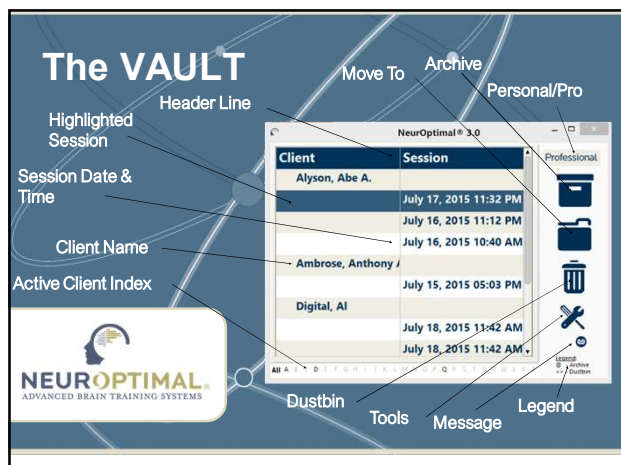 The VAULT
Move To
Archive
Personal/Pro
Header Line
Highlighted
Session
Session Date &
Time
Client Name
Active Client Index
NeurOptimal® 3.0
Client Session
Professional
Alyson, Abe A.
July 17, 2015 11:32 PM
July 16, 2015 11:12 PM
July 16, 2015 10:40 AM
Ambrose, Anthony A
July 15, 2015 05:03 PM
Digital, Al
July 18, 2015 11:42 AM
July 18, 2015 11:42 AM
Legend:
@ = Archive
<> = Dustbin
All A D E F G H I J K L M N O P Q R S T U V W X Y
NEUROPTIMAL®
ADVANCED BRAIN TRAINING SYSTEMS
Dustbin
Tools
Message
Legend